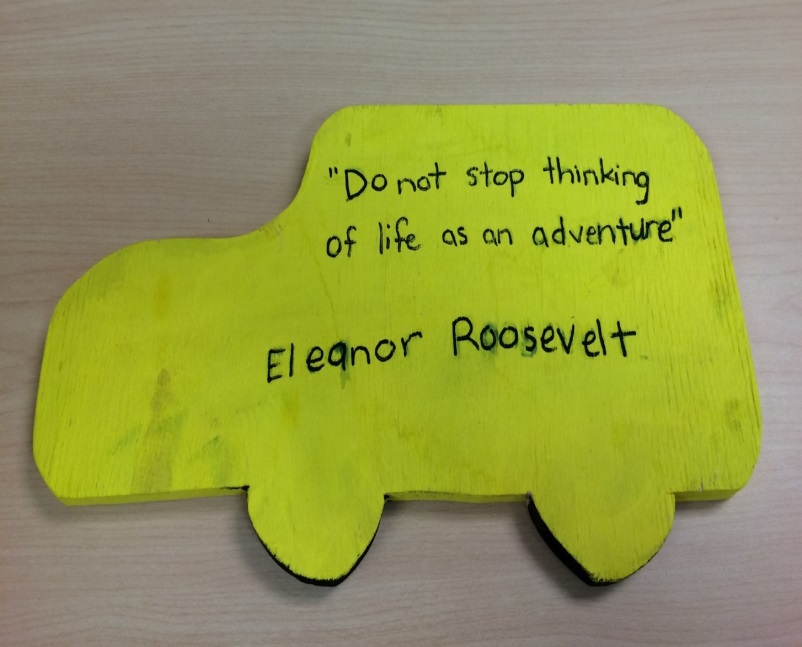 "Do not stop thinking
of life as an adventure"
Eleanor Roosevelt